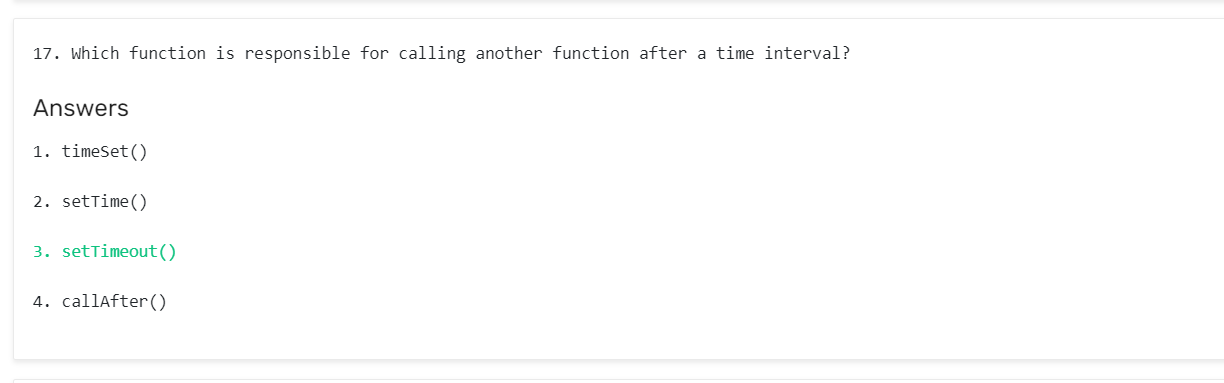 17. Which function is responsible for calling another function after a time interval?
Answers
1. timeSet()
2. setTime()
3. setTimeout()
4. callAfter()